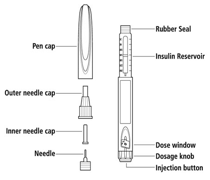 Pen cap
Outer needle cap
Inner needle cap
Needle
Rubber Seal
Insulin Reservoir
Dose window
Dosage knob
Injection button